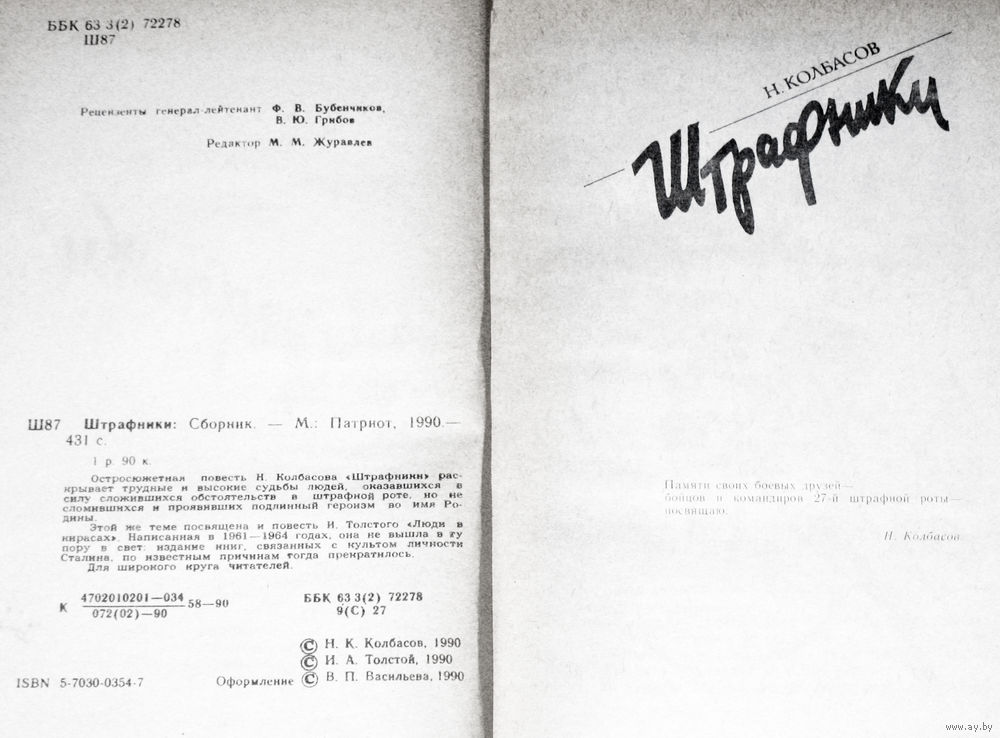 ББК 63 3(2) 72278
Ш87
Рецензенты генерал-лейтенант Ф. В. Бубенчиков,
В. Ю. Грибов
Редактор М. М. Журавлев
Ш87 Штрафники: Сборник. — М.: Патриот, 1990.—
431 с.
1 р. 90 к.
Остросюжетная повесть Н. Колбасова «Штрафники» рас-
крывает трудные и высокие судьбы людей, оказавшихся в
силу сложившихся обстоятельств в штрафной роте, но не
сломившихся и проявивших подлинный героизм во имя Ро-
дины.
Этой же теме посвящена и повесть И. Толстого «Люди в
кирасах». Написанная в 1961—1964 годах, она не вышла в ту
пору в свет: издание книг, связанных с культом личности
Сталина, по известным причинам тогда прекратилось.
Для широкого круга читателей.
К 4702010201—034
072(02)—90 58—90
ББК 63 3(2) 72278
9(С) 27
© Н. К. Колбасов, 1990
© И. А. Толстой, 1990
ISBN 5-7030-0354-7 Оформление © В. П. Васильева, 1990
Н. КОЛБАСОВ
Штрафники
Памяти своих боевых друзей—
бойцов и командиров 27-й штрафной роты—
посвящаю.
Н. Колбасов.
www.ay.by